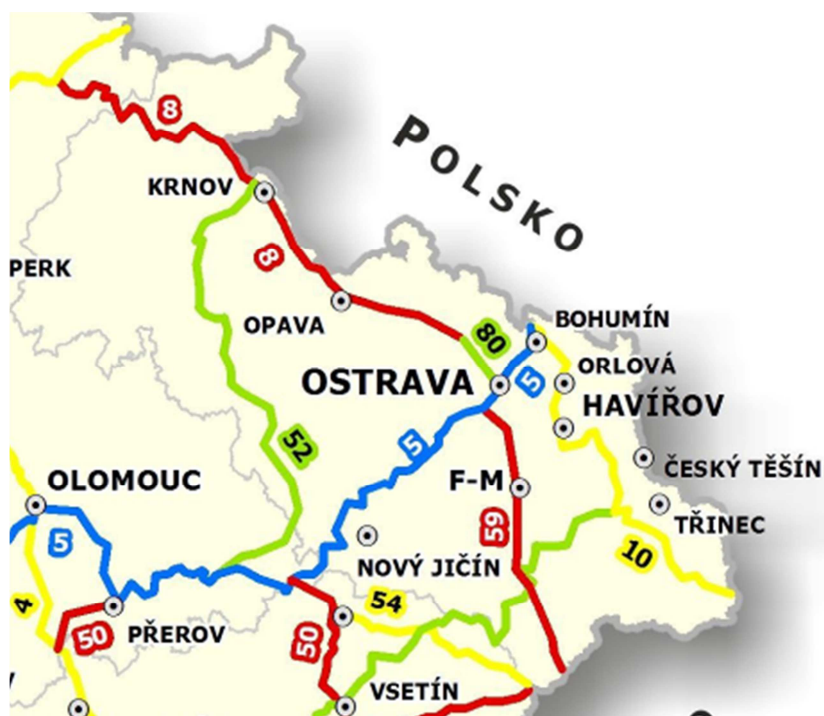 8
POLSKO
KRNOV
8
PERK
OPAVA
80
BOHUMÍN
OSTRAVA
5
ORLOVÁ
HAVÍŘOV
52
5
ČESKÝ TĚŠÍN
OLOMOUC
F-M
TŘINEC
5
59
10
NOVÝ JIČÍN
4
54
50
PŘEROV
50
VSETÍN